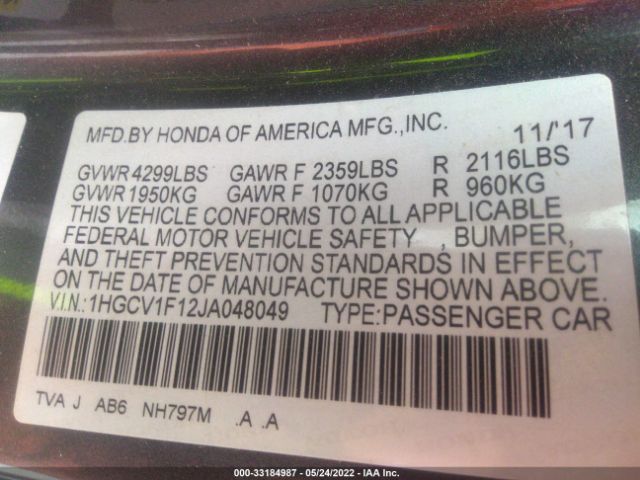 MFD.BY HONDA OF AMERICA MFG.,INC. 11/'17
GVWR 4299LBS GAWR F 2359LBS R 2116LBS
GVWR 1950KG GAWR F 1070KG R 960KG
THIS VEHICLE CONFORMS TO ALL APPLICABLE
FEDERAL MOTOR VEHICLE SAFETY , BUMPER,
AND THEFT PREVENTION STANDARDS IN EFFECT
ON THE DATE OF MANUFACTURE SHOWN ABOVE.
V.I.N.:1HGCV1F12JA048049 TYPE:PASSENGER CAR
TVA J AB6 NH797M .A .A
000-33184987 - 05/24/2022 - IAA Inc.